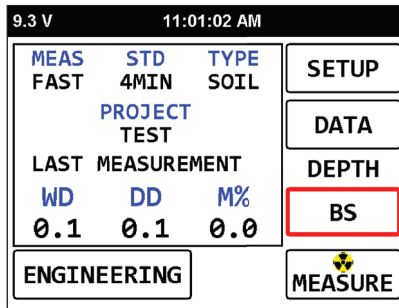 9.3 V 11:01:02 AM
MEAS STD TYPE
FAST 4MIN SOIL
PROJECT
TEST
LAST MEASUREMENT
WD DD M%
0.1 0.1 0.0
ENGINEERING
SETUP
DATA
DEPTH
BS
MEASURE